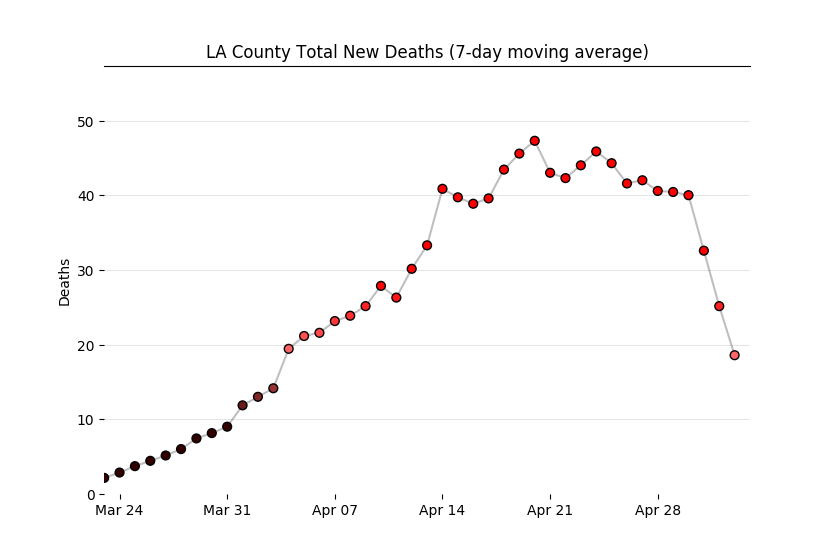 LA County Total New Deaths (7-day moving average)
50
40
30
20
10
0
Deaths
Mar 24 Mar 31 Apr 07 Apr 14 Apr 21 Apr 28